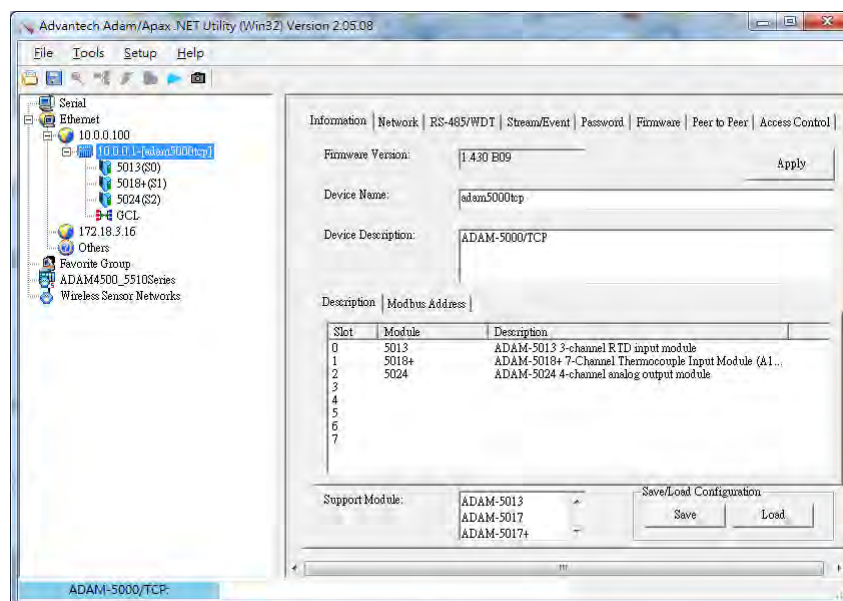 Advantech Adam/Apax .NET Utility (Win32) Version 2.05.08
File Tools Setup Help
Serial
Ethernet
10.0.0.100
10.0.0.1-[adam5000tcp]
5013(S0)
5018+(S1)
5024(S2)
GCL
172.18.3.16
Others
Favorite Group
ADAM4500_5510Series
Wireless Sensor Networks
Information Network RS-485/WDT Stream/Event Password Firmware Peer to Peer Access Control
Firmware Version: 1.430 B09
Apply
Device Name: adam5000tcp
Device Description: ADAM-5000/TCP
Description Modbus Address
Slot Module Description
0 5013 ADAM-5013 3-channel RTD input module
1 5018+ ADAM-5018+ 7-Channel Thermocouple Input Module (A1...
2 5024 ADAM-5024 4-channel analog output module
3
4
5
6
7
Support Module: ADAM-5013
ADAM-5017
ADAM-5017+
Save/Load Configuration
Save Load
ADAM-5000/TCP: